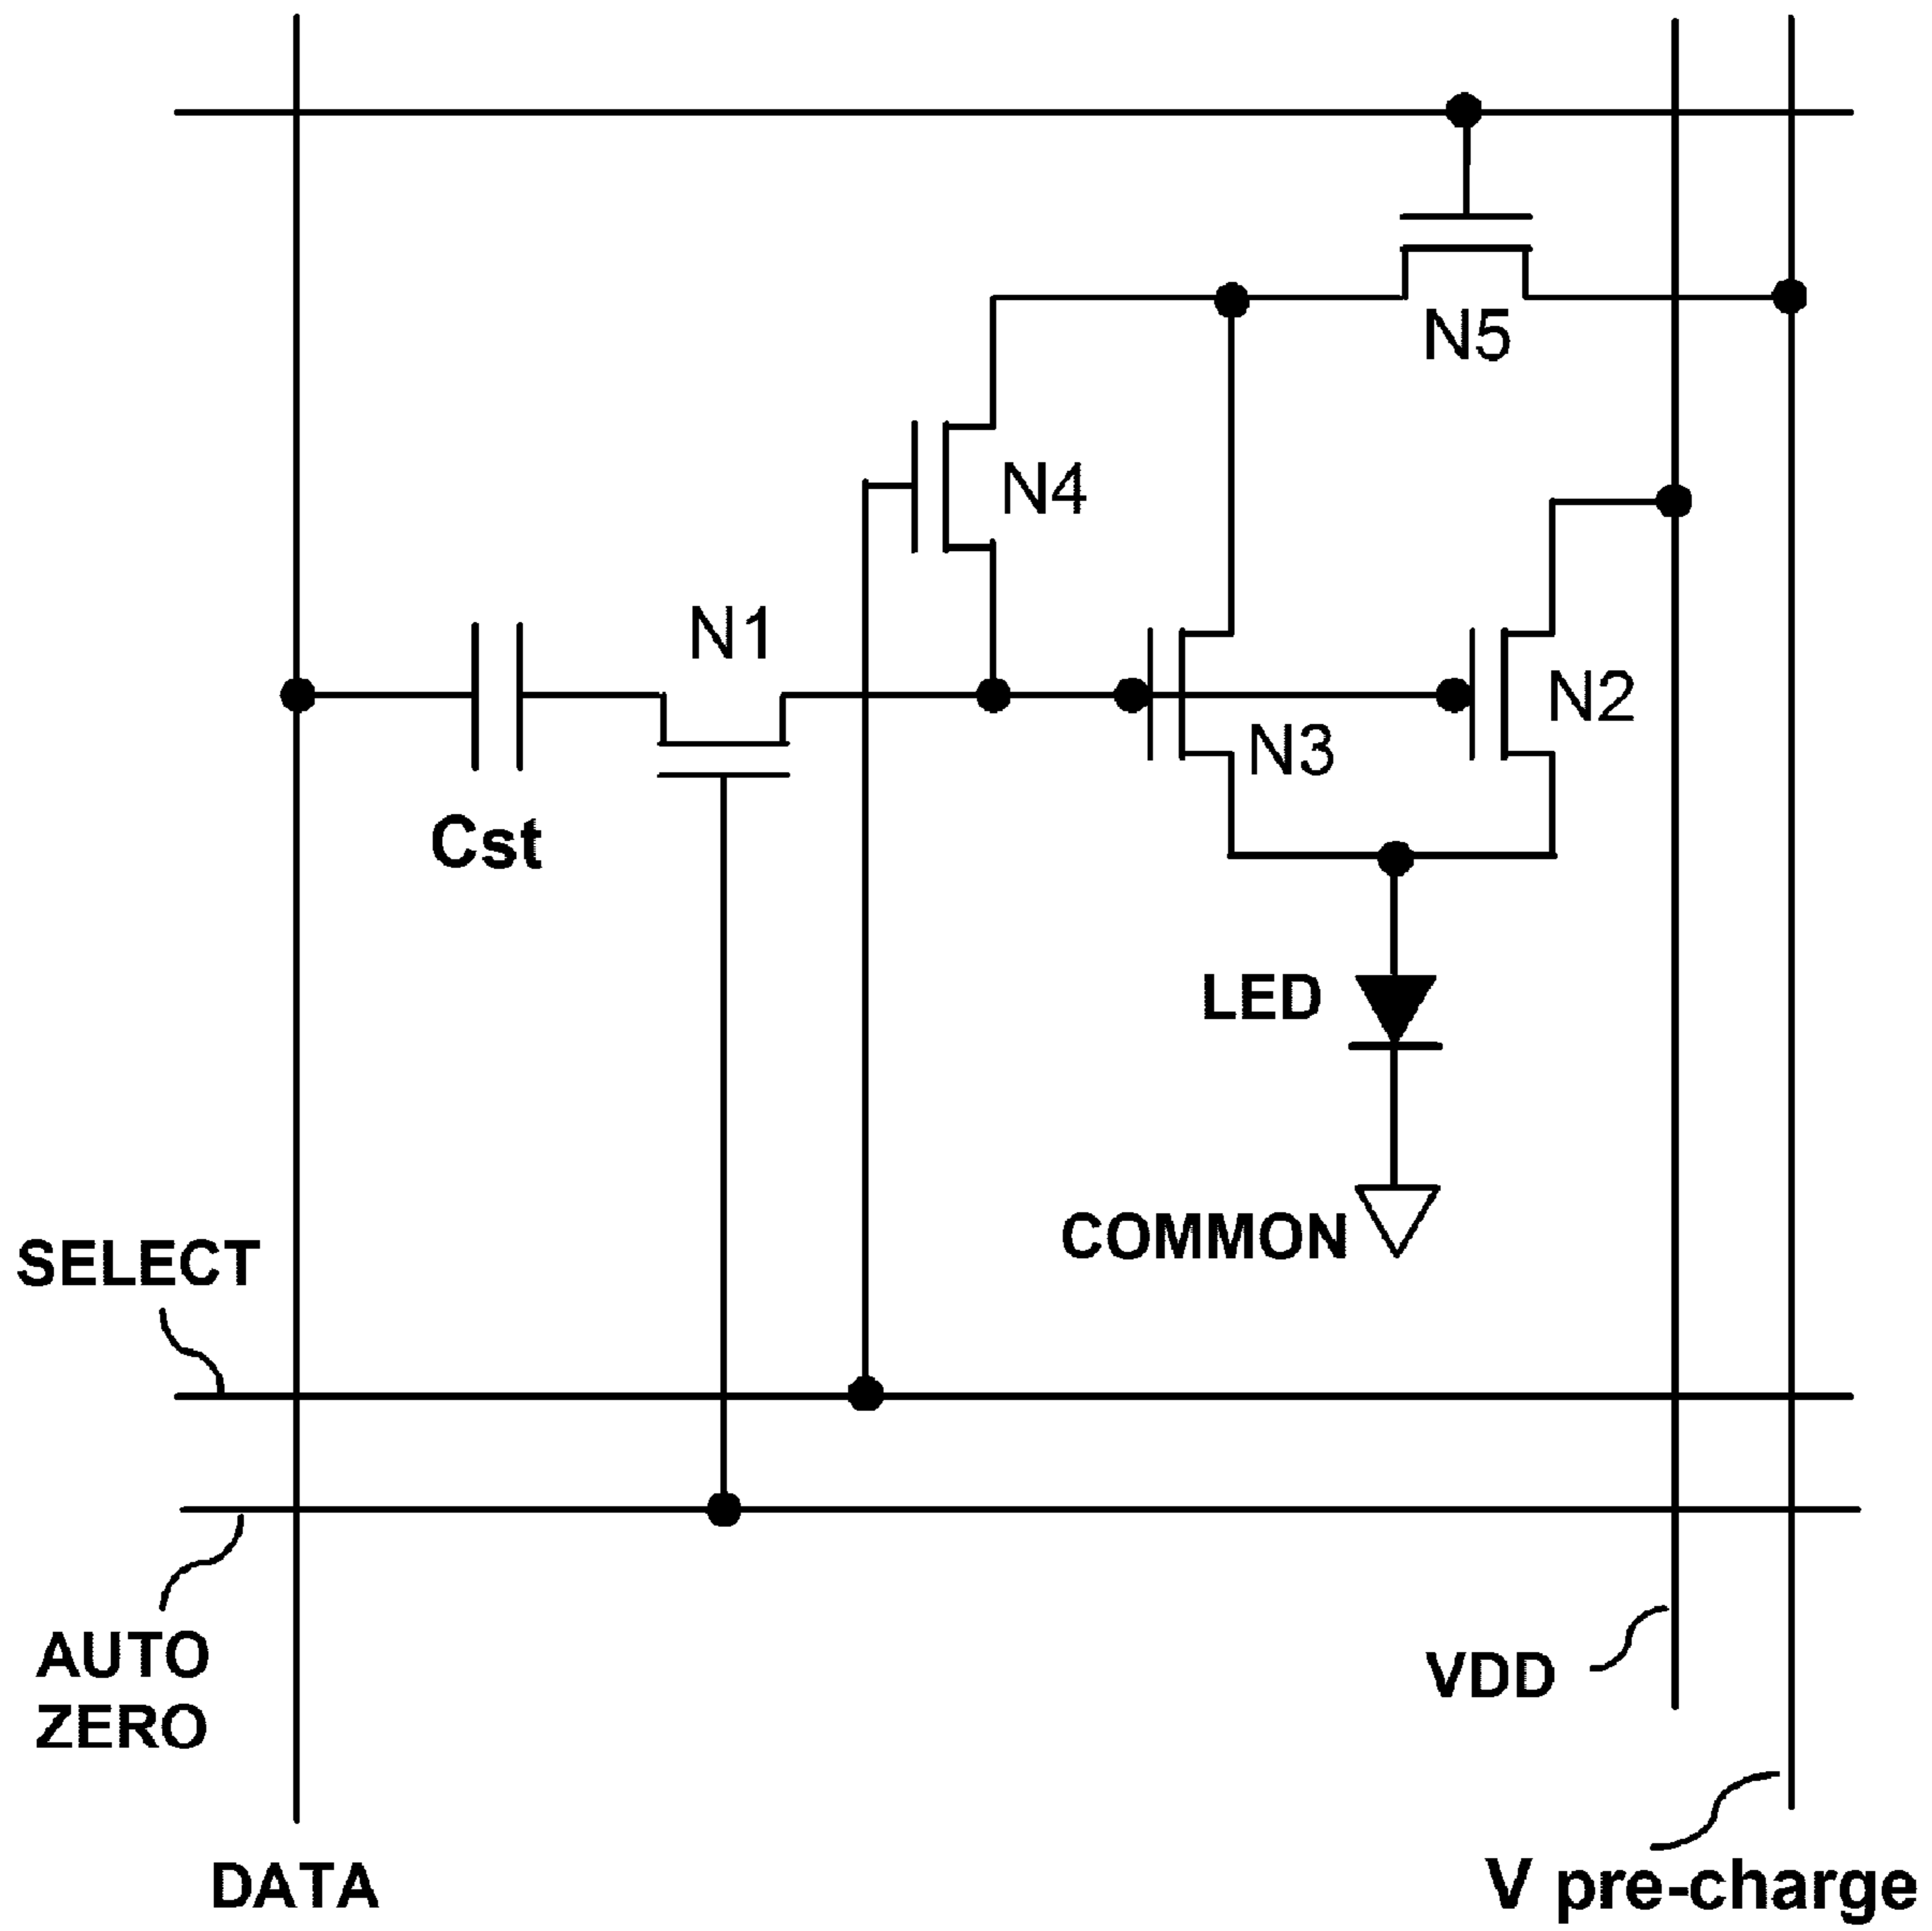 N5
N4
N1
N2
N3
Cst
LED
COMMON
SELECT
AUTO
ZERO
VDD
DATA
V pre-charge